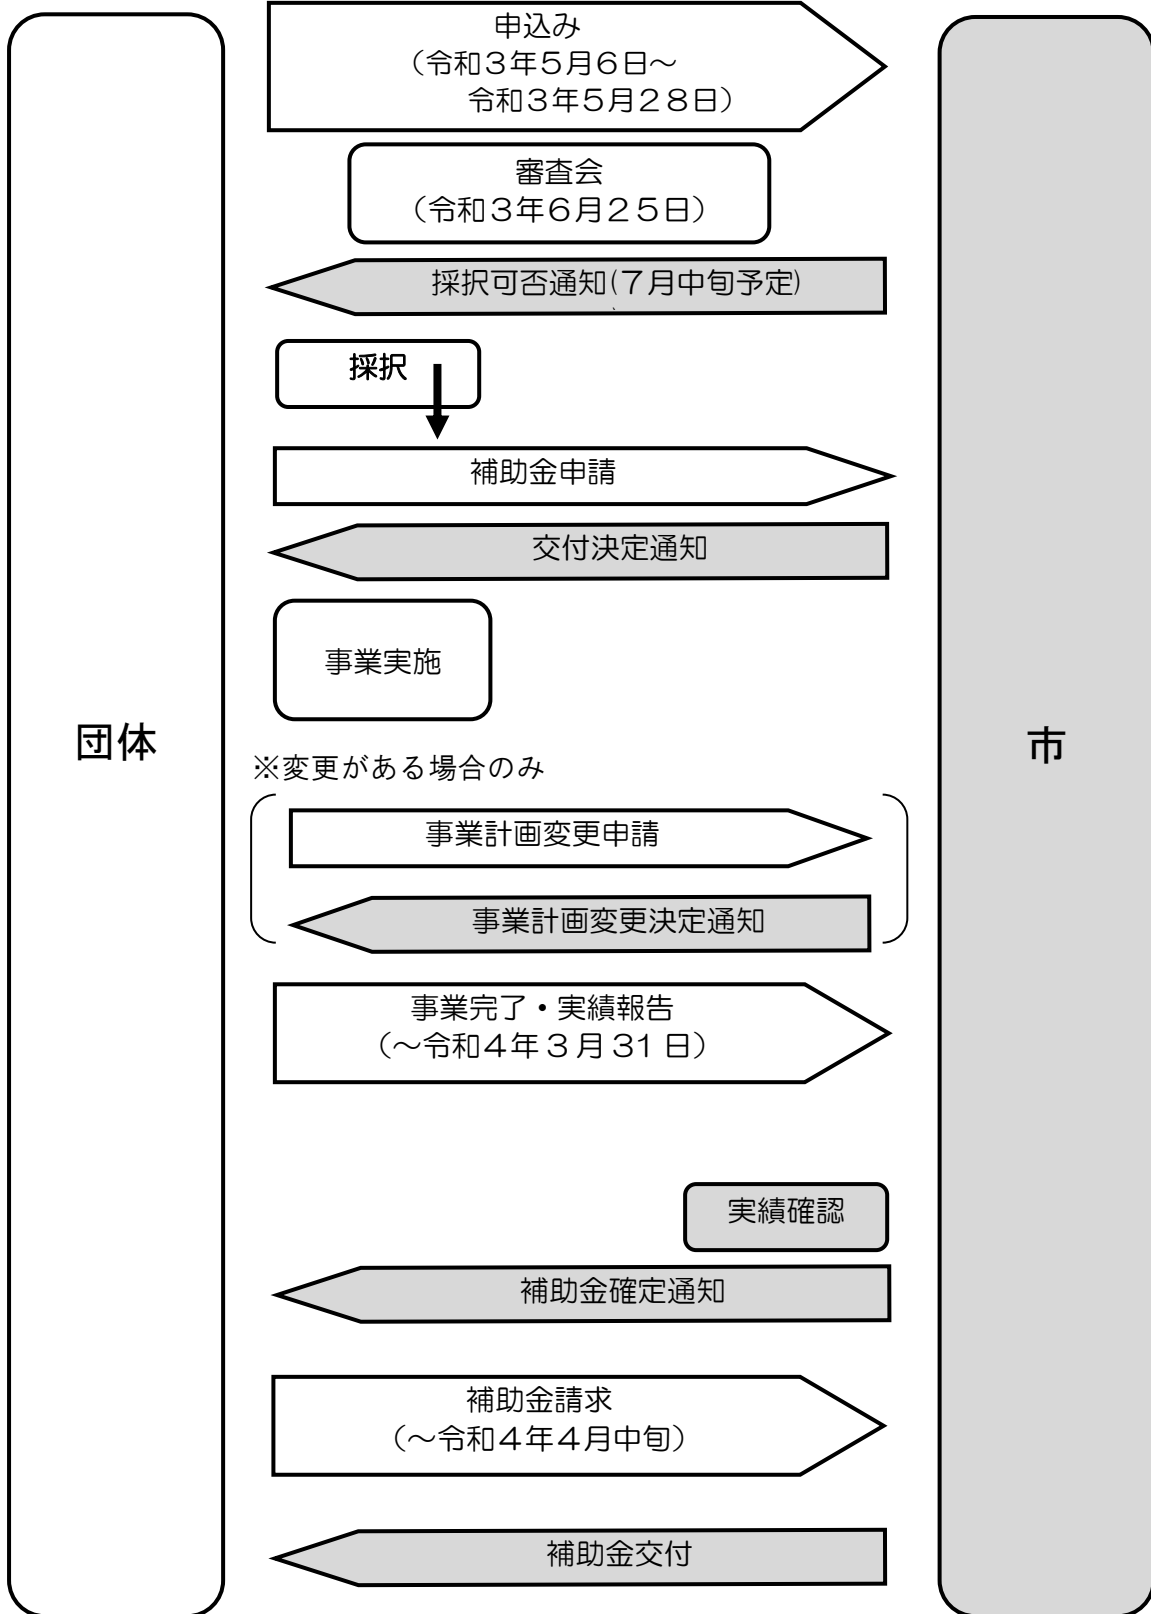 申込み
（令和３年５月６日～
令和３年５月２８日）
審査会
（令和３年６月２５日）
採択可否通知(７月中旬予定)
採択
補助金申請
交付決定通知
事業実施
団体
市
※変更がある場合のみ
事業計画変更申請
事業計画変更決定通知
事業完了・実績報告
（～令和４年３月31日）
実績確認
補助金確定通知
補助金請求
（～令和４年４月中旬）
補助金交付